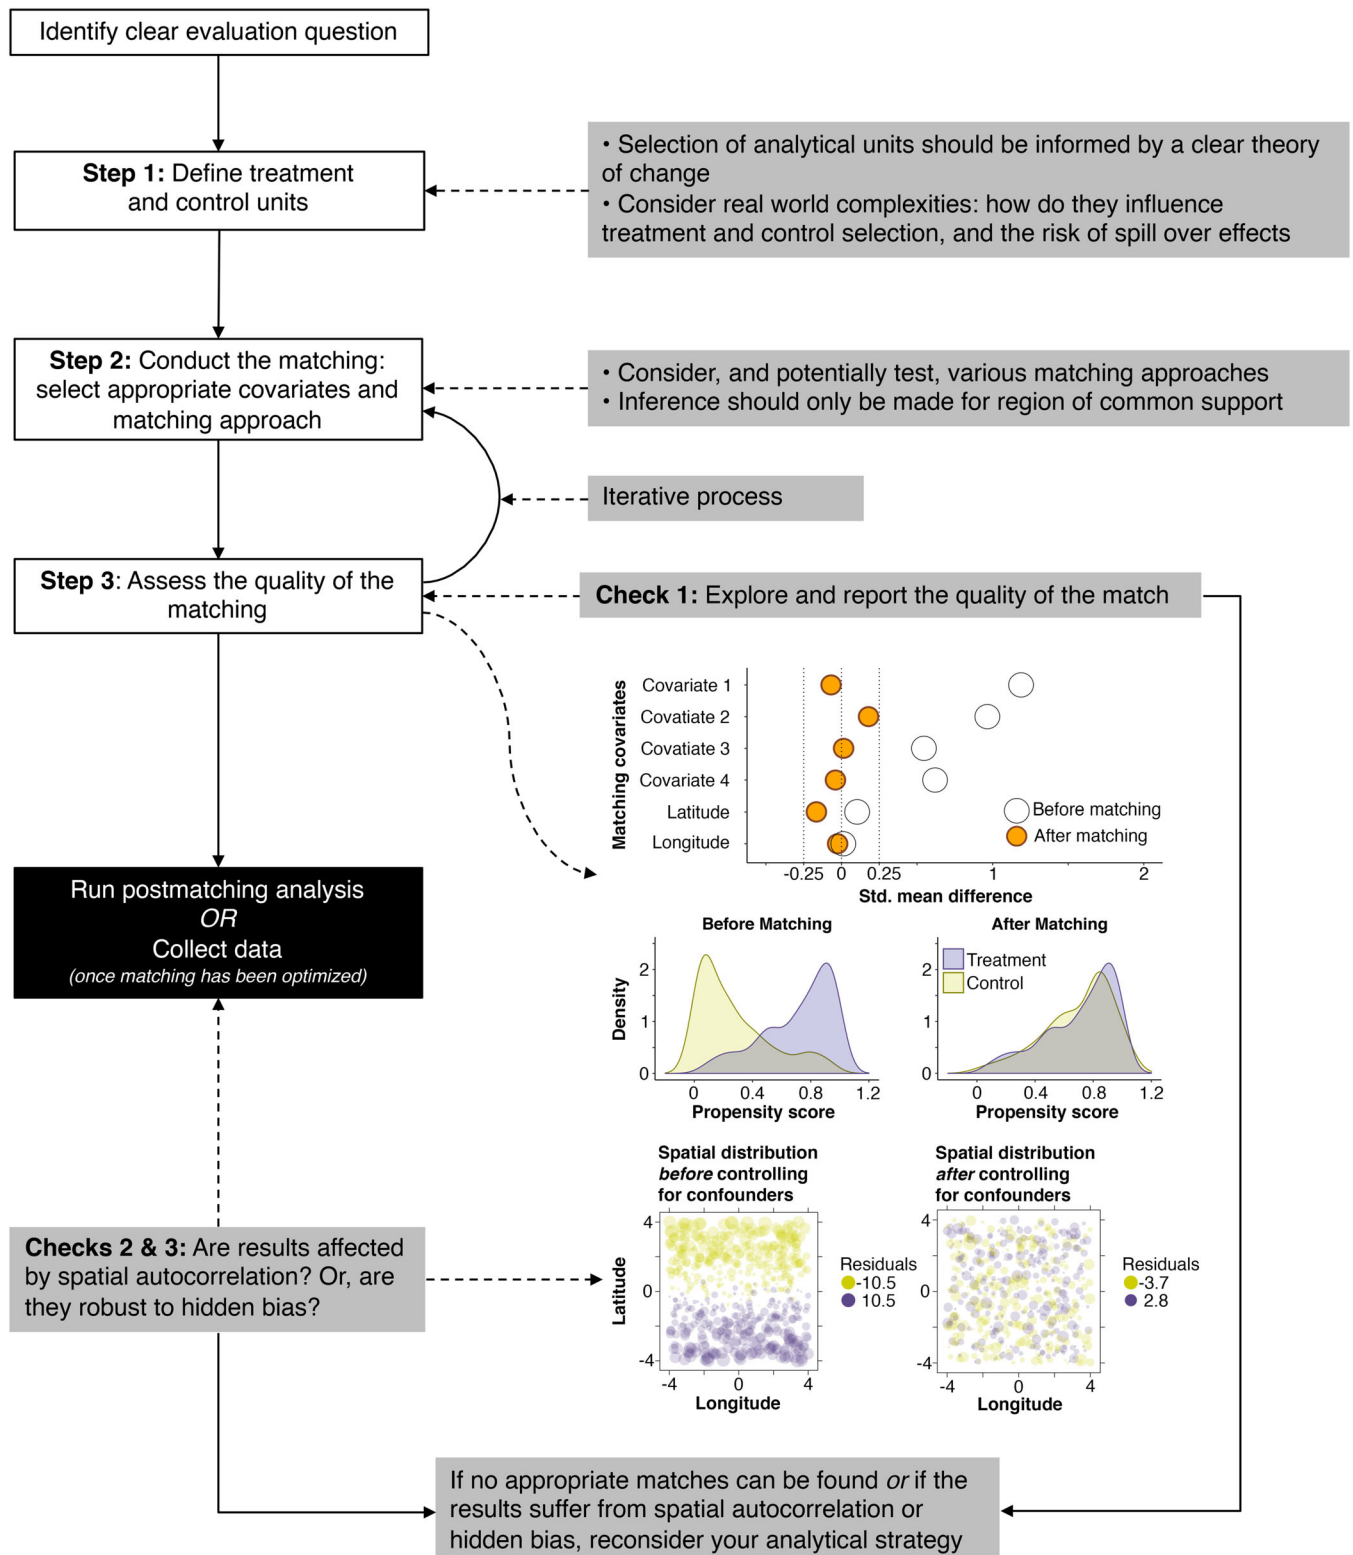 Identify clear evaluation question
Step 1: Define treatment
and control units
• Selection of analytical units should be informed by a clear theory
of change
• Consider real world complexities: how do they influence
treatment and control selection, and the risk of spill over effects
Step 2: Conduct the matching:
select appropriate covariates and
matching approach
• Consider, and potentially test, various matching approaches
• Inference should only be made for region of common support
Iterative process
Step 3: Assess the quality of the
matching
Check 1: Explore and report the quality of the match
Matching covariates
Covariate 1
Covatiate 2
Covatiate 3
Covariate 4
Latitude
Longitude
Before matching
After matching
-0.25 0 0.25 1 2
Std. mean difference
Run postmatching analysis
OR
Collect data
(once matching has been optimized)
Before Matching
Density
2
1
0
0 0.4 0.8 1.2
Propensity score
After Matching
Treatment
Control
2
1
0
0 0.4 0.8 1.2
Propensity score
Spatial distribution
before controlling
for confounders
Latitude
4
0
-4
-4 0 4
Longitude
Residuals
-10.5
10.5
Spatial distribution
after controlling
for confounders
4
0
-4
-4 0 4
Longitude
Residuals
-3.7
2.8
Checks 2 & 3: Are results affected
by spatial autocorrelation? Or, are
they robust to hidden bias?
If no appropriate matches can be found or if the
results suffer from spatial autocorrelation or
hidden bias, reconsider your analytical strategy